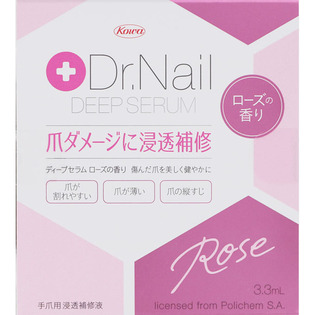 Kowa
Dr.Nail
DEEP SERUM
ローズの
香り
爪ダメージに浸透補修
ディープセラム ローズの香り 傷んだ爪を美しく健やかに
爪が
割れやすい
爪が薄い
爪の縦すじ
Rose
3.3mL
手爪用 浸透補修液
licensed from Polichem S.A.